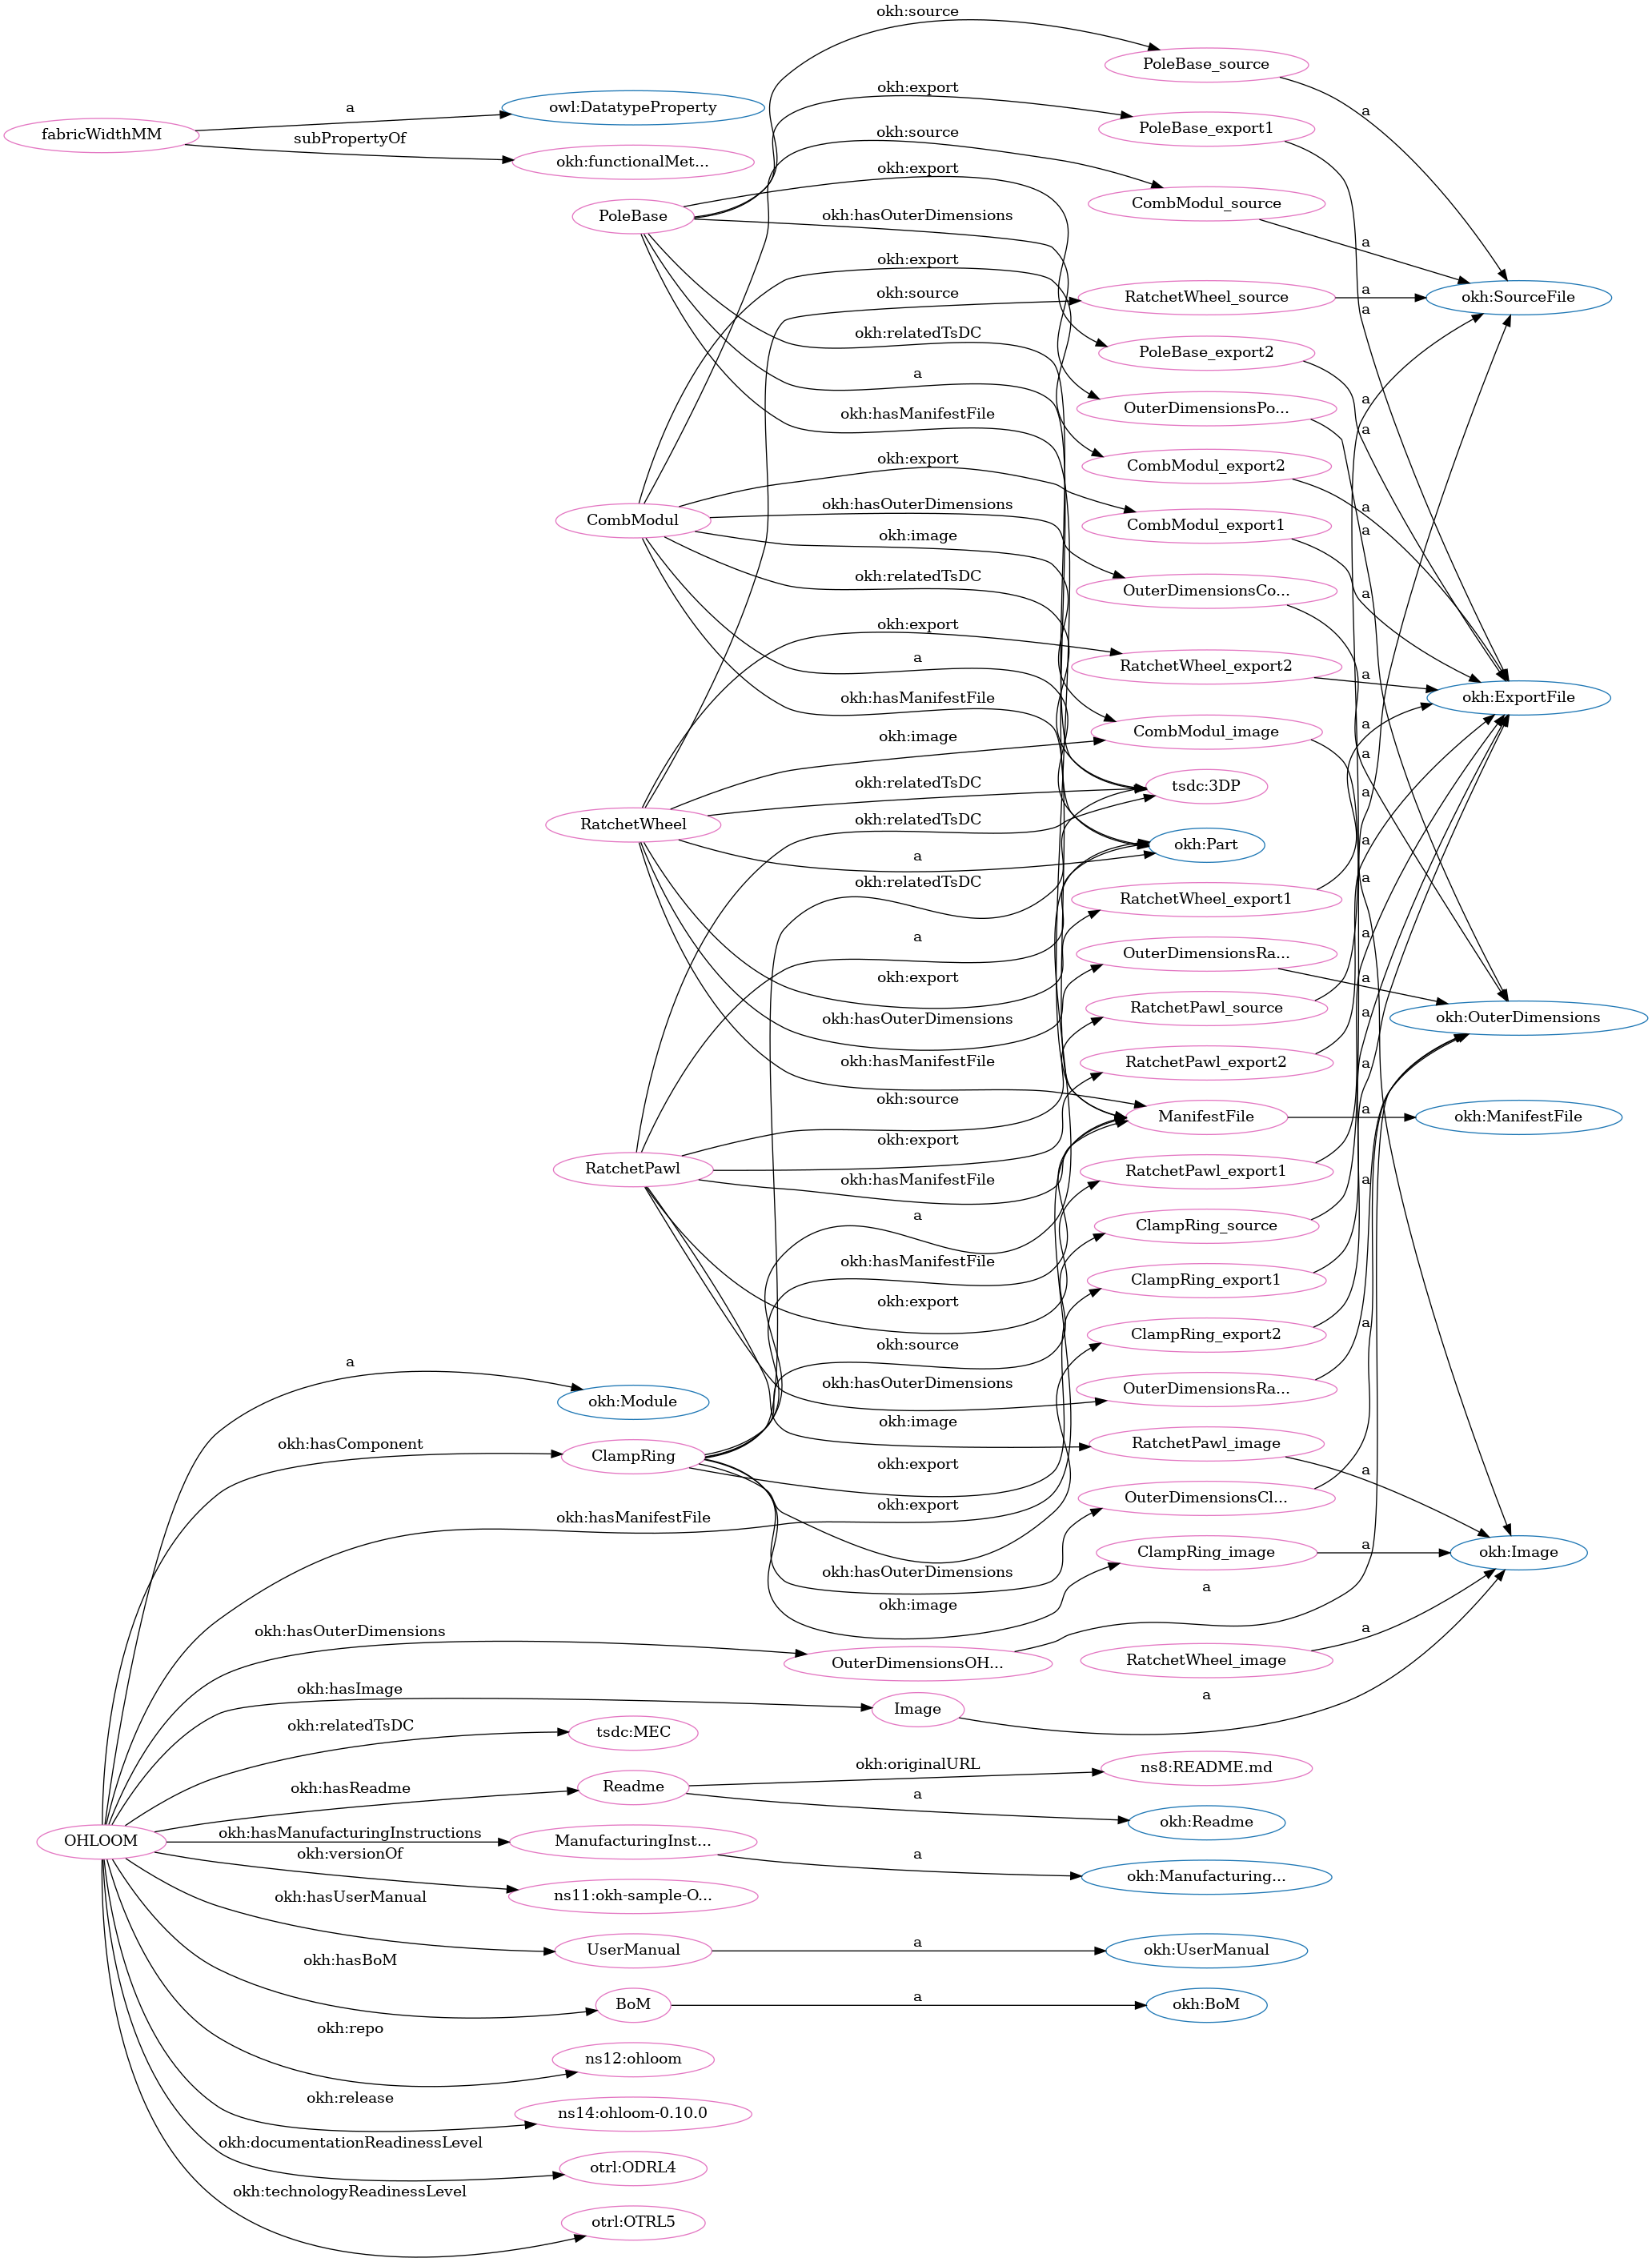 okh:source
PoleBase_source
okh:export
owl:DatatypeProperty
a
fabricWidthMM
subPropertyOf
okh:functionalMet...
PoleBase_export1
a
okh:source
okh:export
CombModul_source
PoleBase
okh:hasOuterDimensions
a
okh:export
okh:source
RatchetWheel_source
a
okh:SourceFile
a
okh:relatedTsDC
PoleBase_export2
a
okh:hasManifestFile
OuterDimensionsPo...
a
a
okh:export
CombModul_export2
okh:hasOuterDimensions
a
CombModul
CombModul_export1
a
okh:image
okh:relatedTsDC
OuterDimensionsCo...
a
okh:export
a
RatchetWheel_export2
a
okh:hasManifestFile
okh:ExportFile
okh:image
CombModul_image
a
a
okh:relatedTsDC
tsdc:3DP
a
RatchetWheel
okh:relatedTsDC
okh:Part
a
a
okh:relatedTsDC
a
RatchetWheel_export1
a
a
OuterDimensionsRa...
okh:export
a
RatchetPawl_source
okh:hasOuterDimensions
a
okh:OuterDimensions
okh:hasManifestFile
RatchetPawl_export2
a
okh:source
ManifestFile
a
okh:ManifestFile
okh:export
RatchetPawl
okh:hasManifestFile
RatchetPawl_export1
a
a
ClampRing_source
okh:hasManifestFile
ClampRing_export1
okh:export
a
ClampRing_export2
okh:source
a
okh:Module
okh:hasOuterDimensions
OuterDimensionsRa...
okh:image
okh:hasComponent
ClampRing
RatchetPawl_image
okh:export
a
okh:export
OuterDimensionsCl...
okh:hasManifestFile
ClampRing_image
a
okh:Image
okh:hasOuterDimensions
a
okh:image
okh:hasOuterDimensions
OuterDimensionsOH...
RatchetWheel_image
a
okh:hasImage
Image
a
okh:relatedTsDC
tsdc:MEC
okh:originalURL
ns8:README.md
okh:hasReadme
Readme
a
okh:Readme
OHLOOM
okh:hasManufacturingInstructions
ManufacturingInst...
okh:versionOf
a
okh:Manufacturing...
okh:hasUserManual
ns11:okh-sample-O...
UserManual
a
okh:UserManual
okh:hasBoM
BoM
a
okh:BoM
okh:repo
ns12:ohloom
okh:release
ns14:ohloom-0.10.0
okh:documentationReadinessLevel
otrl:ODRL4
okh:technologyReadinessLevel
otrl:OTRL5